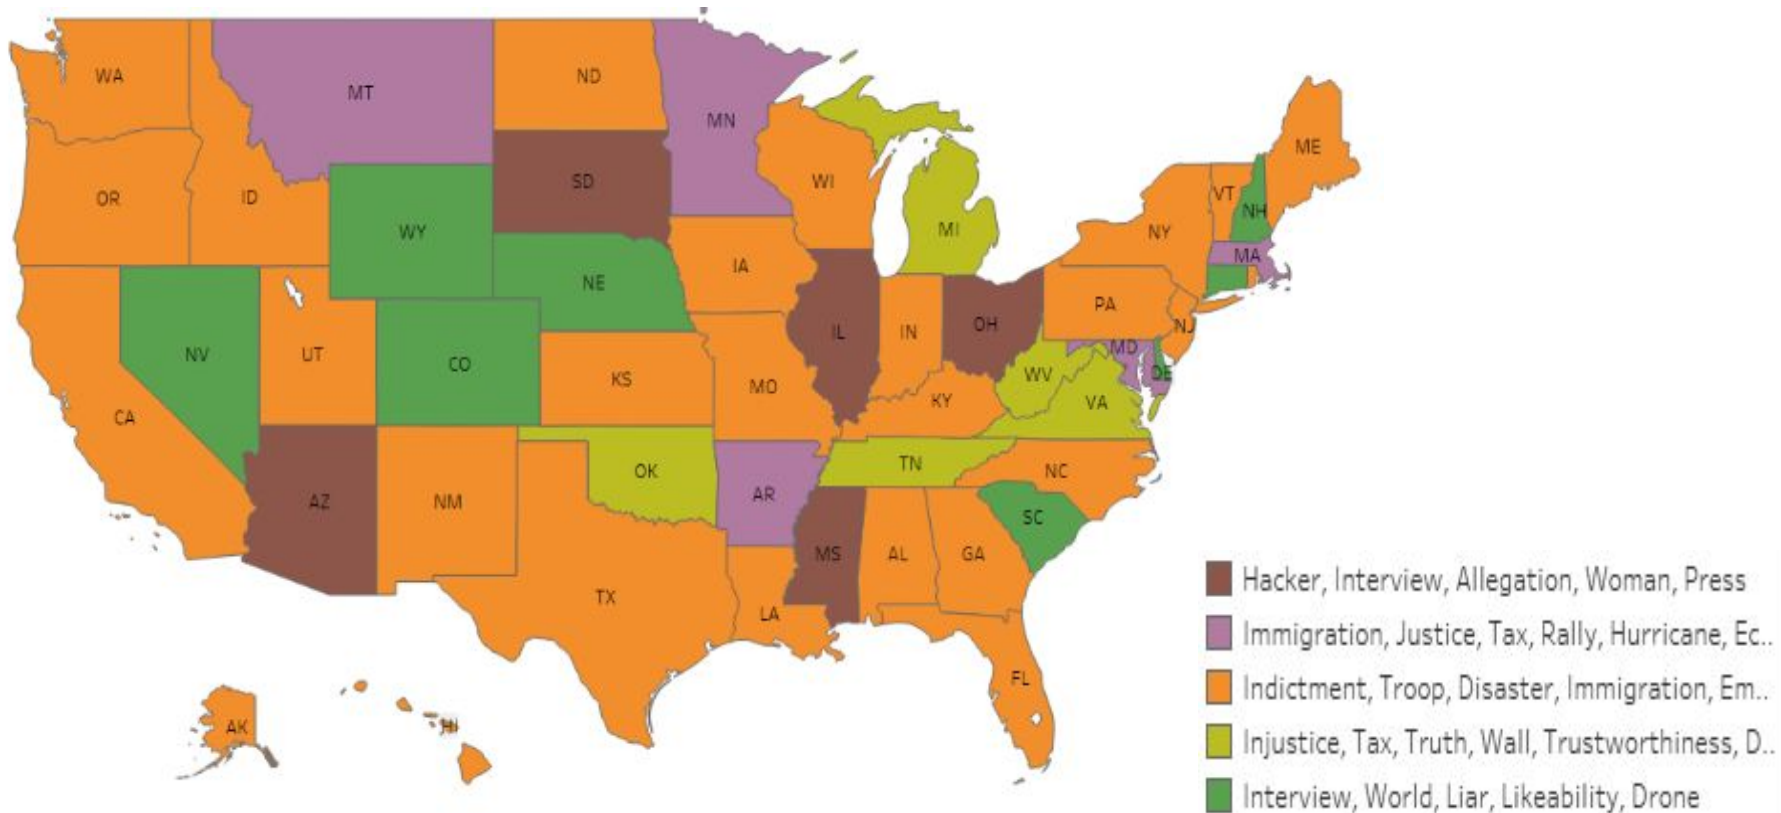 WA
MT
ND
MN
ME
OR
ID
SD
WI
VT
NH
WY
MI
NY
MA
NE
IA
PA
NV
UT
CO
KS
MO
IL
IN
OH
NJ
MD
DE
CA
KY
WV
VA
AZ
NM
OK
AR
TN
NC
SC
TX
LA
MS
AL
GA
FL
AK
HI
Hacker, Interview, Allegation, Woman, Press
Immigration, Justice, Tax, Rally, Hurricane, Ec..
Indictment, Troop, Disaster, Immigration, Em..
Injustice, Tax, Truth, Wall, Trustworthiness, D..
Interview, World, Liar, Likeability, Drone